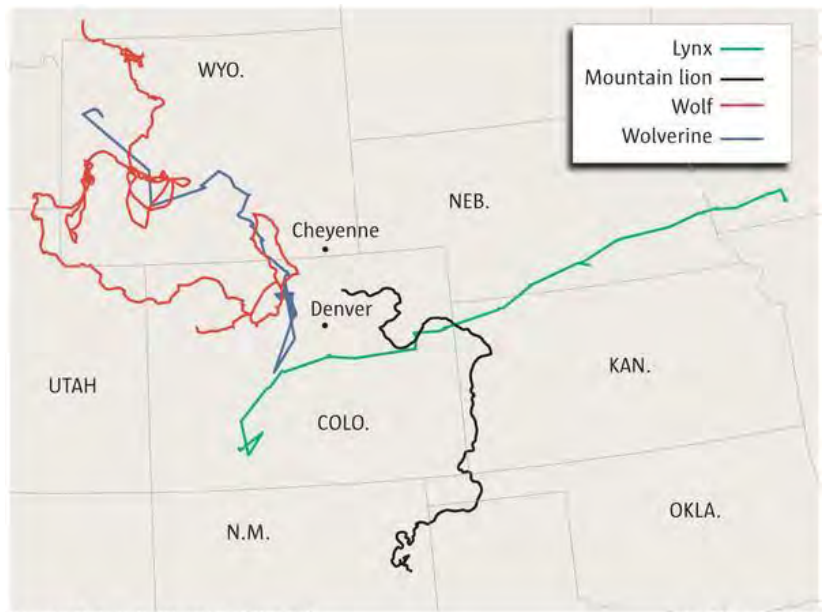 WYO.
Lynx
Mountain lion
Wolf
Wolverine
NEB.
Cheyenne
Denver
UTAH
KAN.
COLO.
N.M.
OKLA.